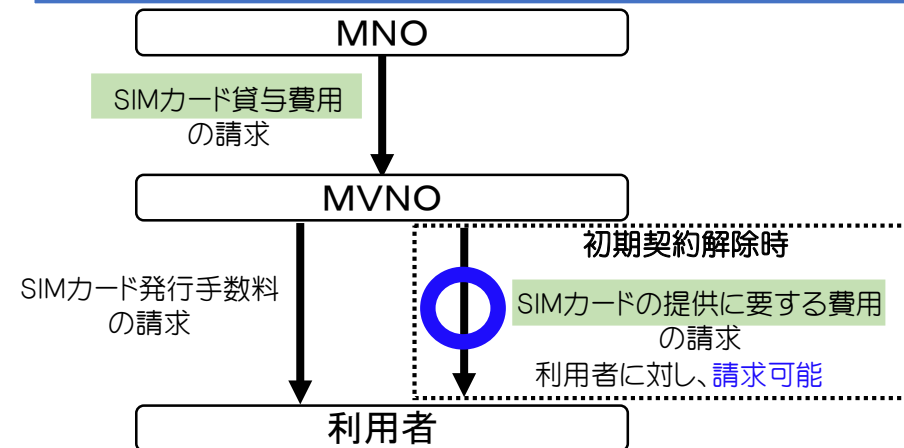 MNO
SIMカード貸与費用
の請求
MVNO
初期契約解除時
SIMカード発行手数料
の請求
SIMカードの提供に要する費用
の請求
利用者に対し、請求可能
利用者